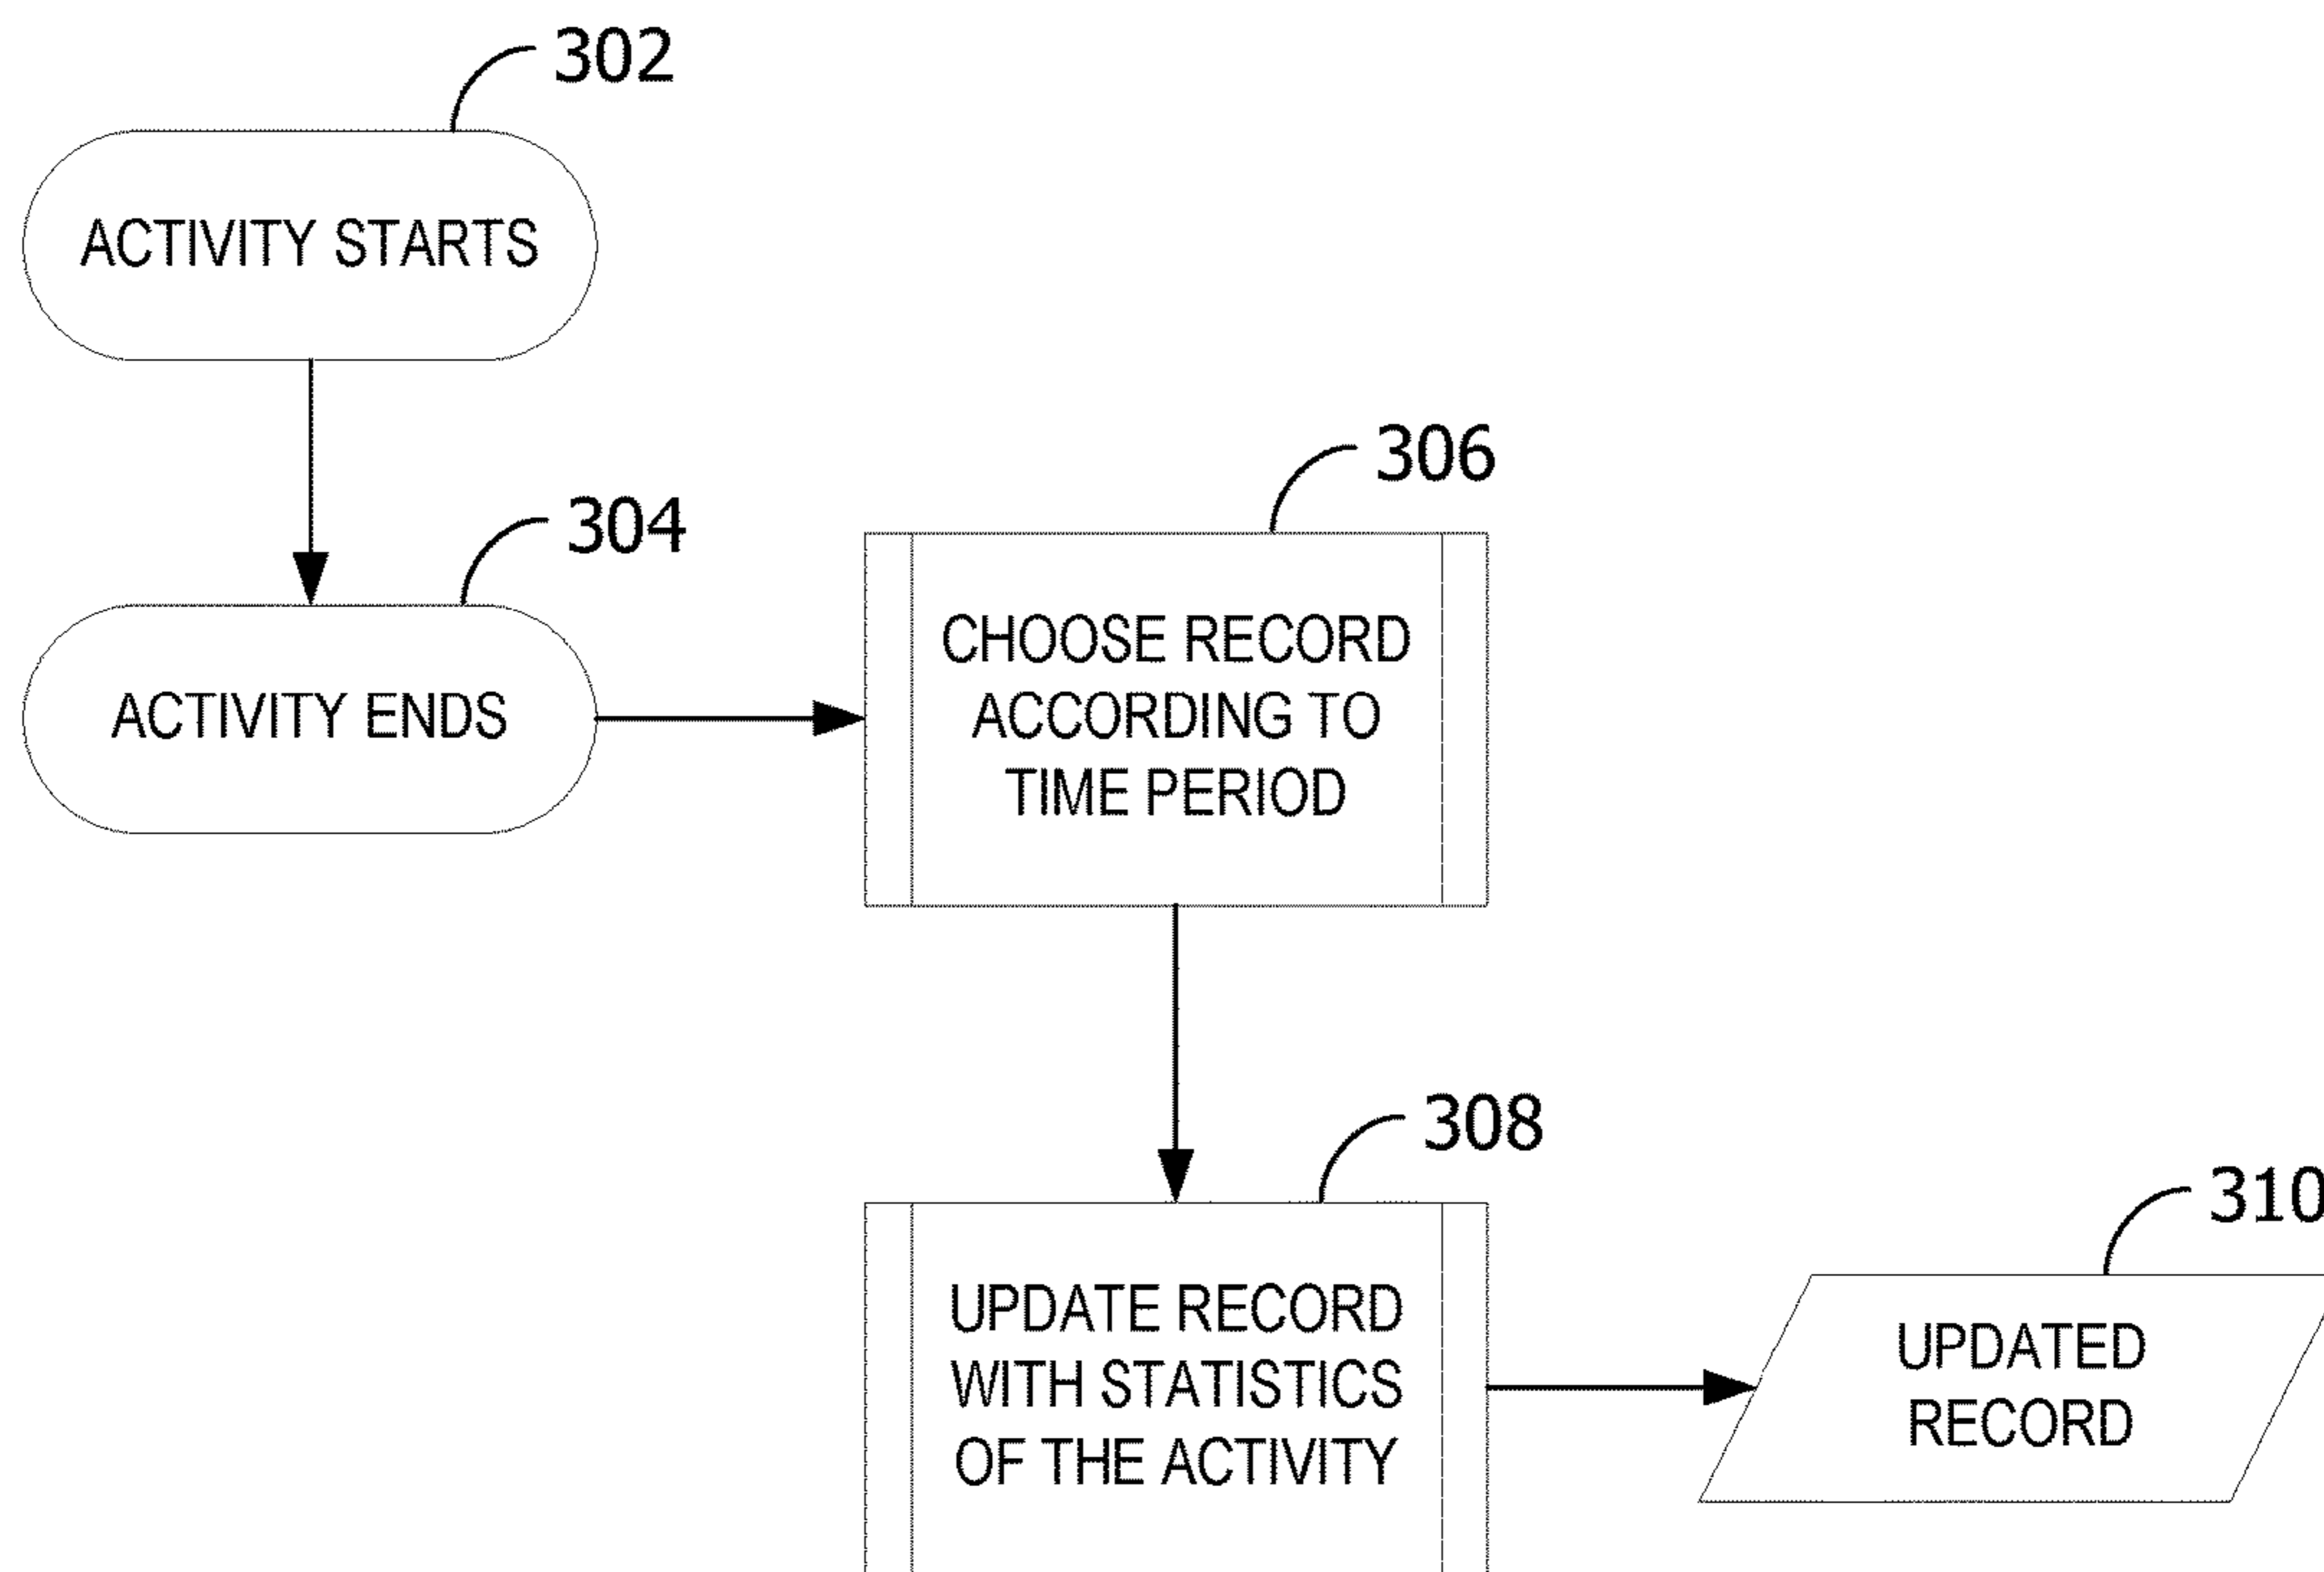 302
ACTIVITY STARTS
304
ACTIVITY ENDS
306
CHOOSE RECORD
ACCORDING TO
TIME PERIOD
308
UPDATE RECORD
WITH STATISTICS
OF THE ACTIVITY
310
UPDATED
RECORD